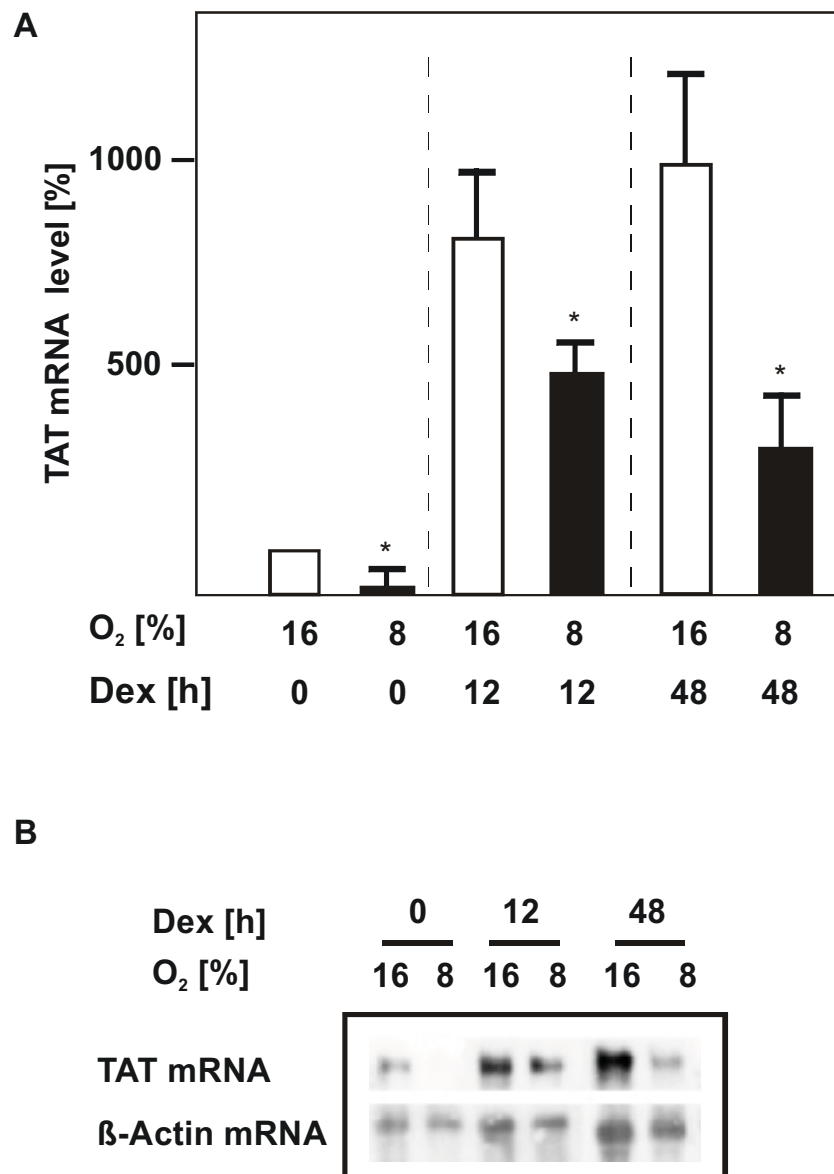 A
TAT mRNA level [%]
1000
*
*
500
*
O₂ [%] 16 8 16 8 16 8
Dex [h] 0 0 12 12 48 48
B
Dex [h] 0 12 48
O₂ [%] 16 8 16 8 16 8
TAT mRNA
ß-Actin mRNA